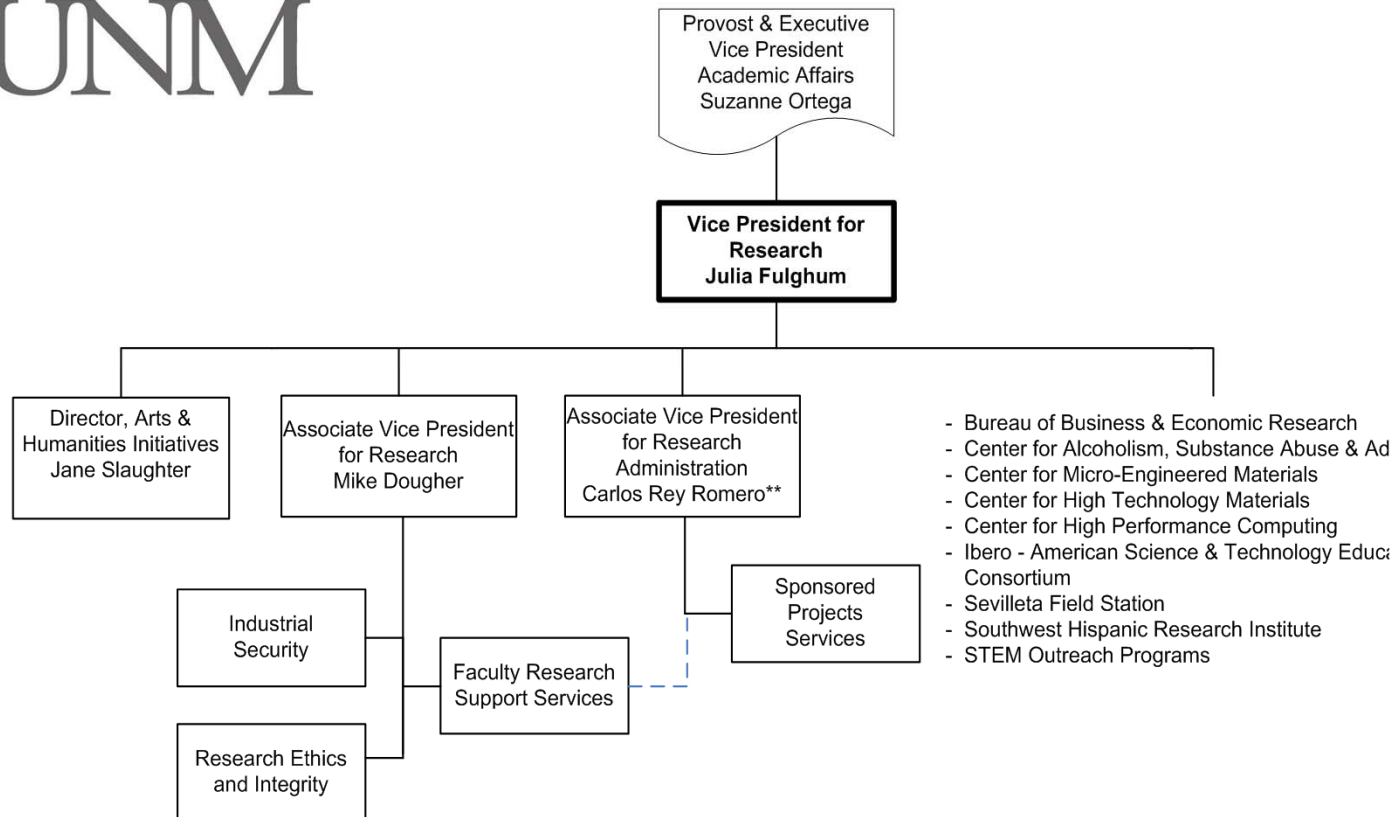 UNM
Provost & Executive
Vice President
Academic Affairs
Suzanne Ortega
Vice President for
Research
Julia Fulghum
Director, Arts &
Humanities Initiatives
Jane Slaughter
Associate Vice President
for Research
Mike Dougher
Associate Vice President
for Research
Administration
Carlos Rey Romero**
- Bureau of Business & Economic Research
- Center for Alcoholism, Substance Abuse & Ad
- Center for Micro-Engineered Materials
- Center for High Technology Materials
- Center for High Performance Computing
- Ibero - American Science & Technology Educa
Consortium
- Sevilleta Field Station
- Southwest Hispanic Research Institute
- STEM Outreach Programs
Industrial
Security
Faculty Research
Support Services
Sponsored
Projects
Services
Research Ethics
and Integrity